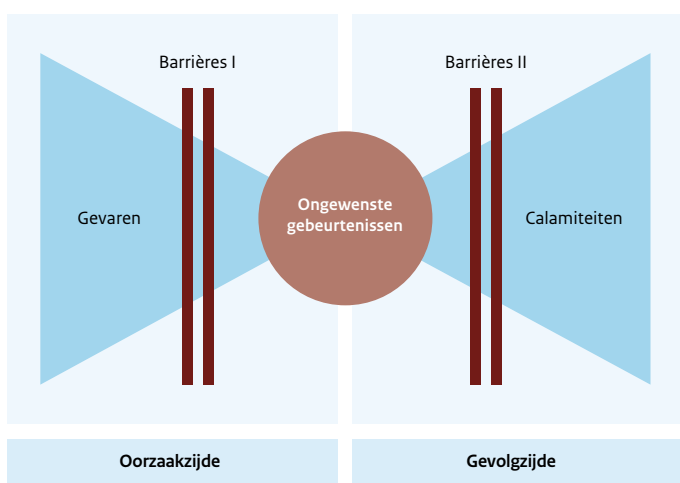 Barrières I
Barrières II
Gevaren
Ongewenste
gebeurtenissen
Calamiteiten
Oorzaakzijde
Gevolgzijde